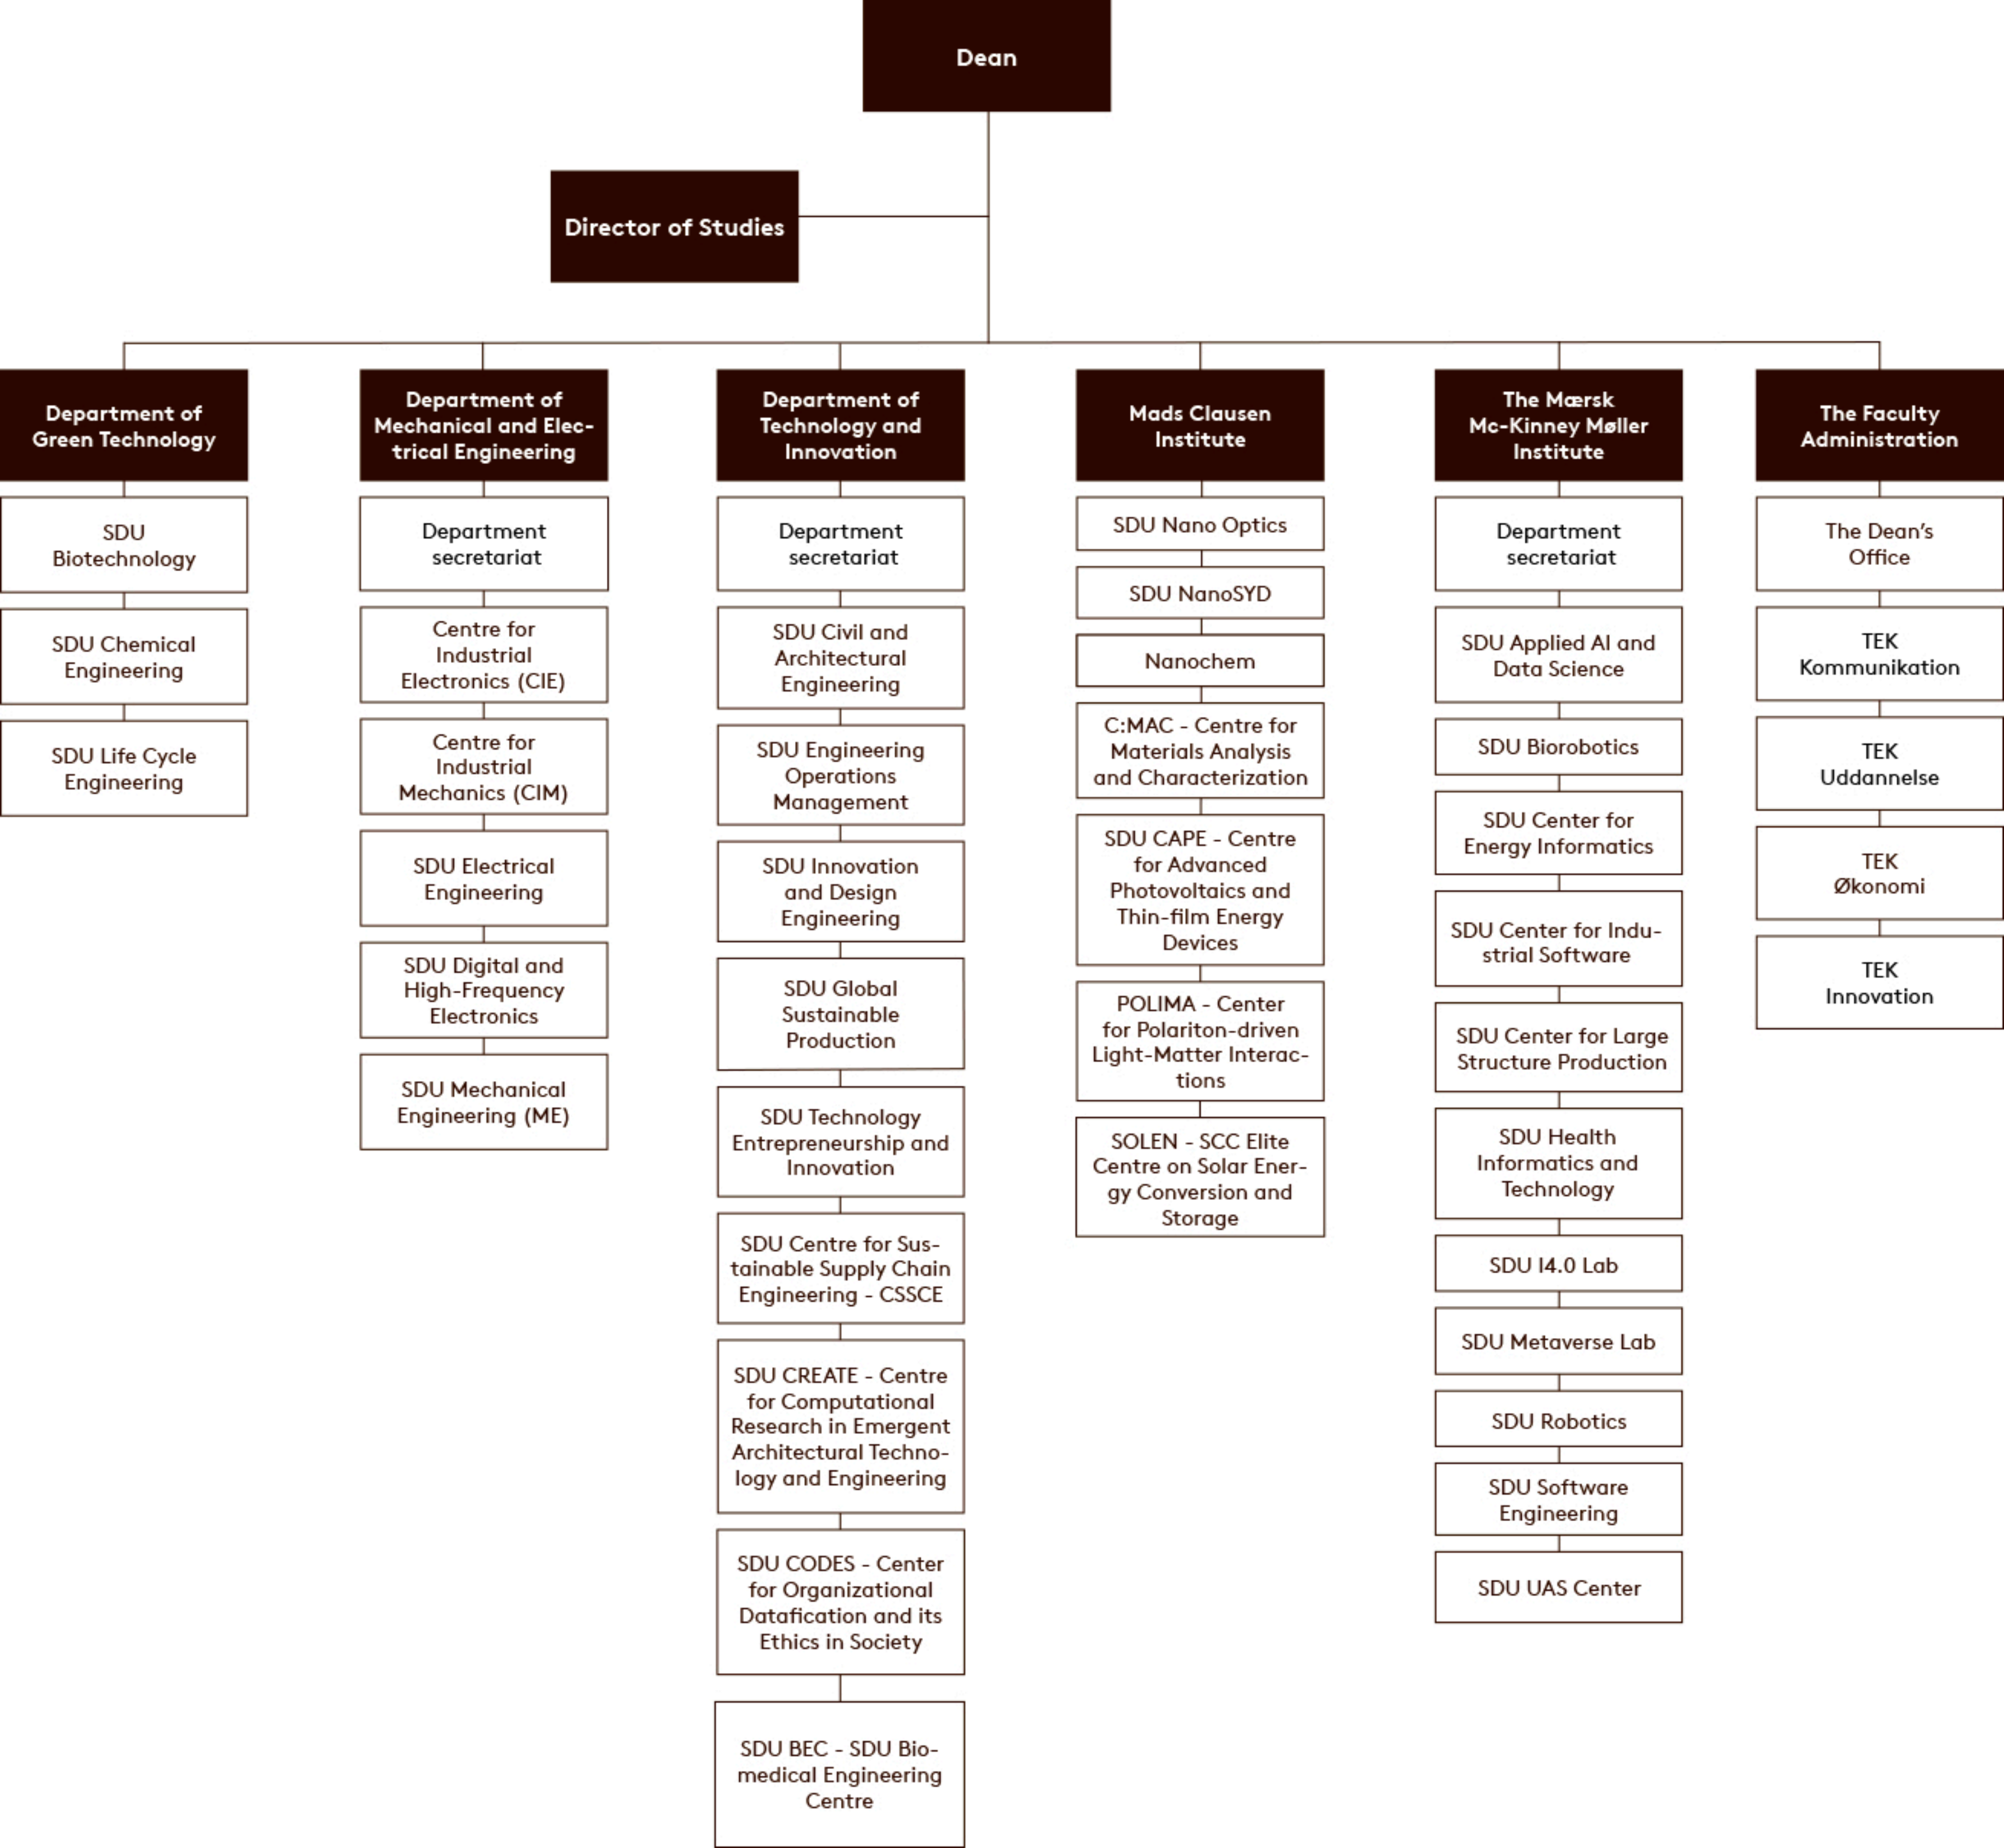 Dean
Director of Studies
Department of
Green Technology
SDU
Biotechnology
SDU Chemical
Engineering
SDU Life Cycle
Engineering
Department of
Mechanical and Elec-
trical Engineering
Department
secretariat
Centre for
Industrial
Electronics (CIE)
Centre for
Industrial
Mechanics (CIM)
SDU Electrical
Engineering
SDU Digital and
High-Frequency
Electronics
SDU Mechanical
Engineering (ME)
Department of
Technology and
Innovation
Department
secretariat
SDU Civil and
Architectural
Engineering
SDU Engineering
Operations
Management
SDU Innovation
and Design
Engineering
SDU Global
Sustainable
Production
SDU Technology
Entrepreneurship and
Innovation
SDU Centre for Sus-
tainable Supply Chain
Engineering - CSSCE
SDU CREATE - Centre
for Computational
Research in Emergent
Architectural Techno-
logy and Engineering
SDU CODES - Center
for Organizational
Datafication and its
Ethics in Society
SDU BEC - SDU Bio-
medical Engineering
Centre
Mads Clausen
Institute
SDU Nano Optics
SDU NanoSYD
Nanochem
C:MAC - Centre for
Materials Analysis
and Characterization
SDU CAPE - Centre
for Advanced
Photovoltaics and
Thin-film Energy
Devices
POLIMA - Center
for Polariton-driven
Light-Matter Interac-
tions
SOLEN - SCC Elite
Centre on Solar Ener-
gy Conversion and
Storage
The Mærsk
Mc-Kinney Møller
Institute
Department
secretariat
SDU Applied AI and
Data Science
SDU Biorobotics
SDU Center for
Energy Informatics
SDU Center for Indu-
strial Software
SDU Center for Large
Structure Production
SDU Health
Informatics and
Technology
SDU I4.0 Lab
SDU Metaverse Lab
SDU Robotics
SDU Software
Engineering
SDU UAS Center
The Faculty
Administration
The Dean’s
Office
TEK
Kommunikation
TEK
Uddannelse
TEK
Økonomi
TEK
Innovation